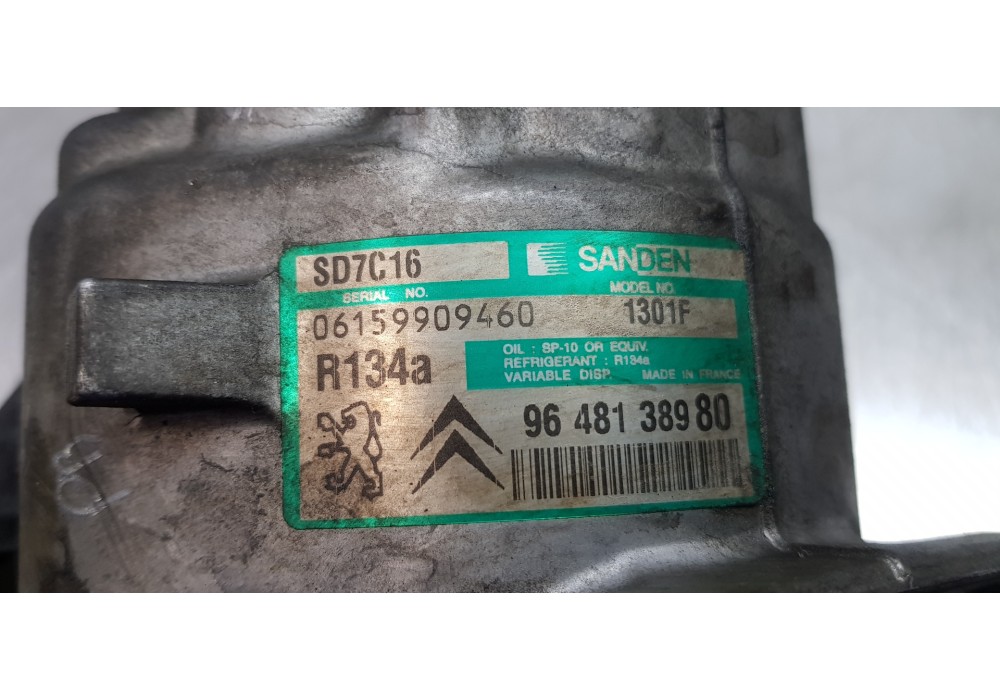 SD7C16
SANDEN
SERIAL NO.
MODEL NO.
06159909460
1301F
R134a
OIL : SP-10 OR EQUIV.
REFRIGERANT : R134a
VARIABLE DISP. MADE IN FRANCE
96 481 389 80